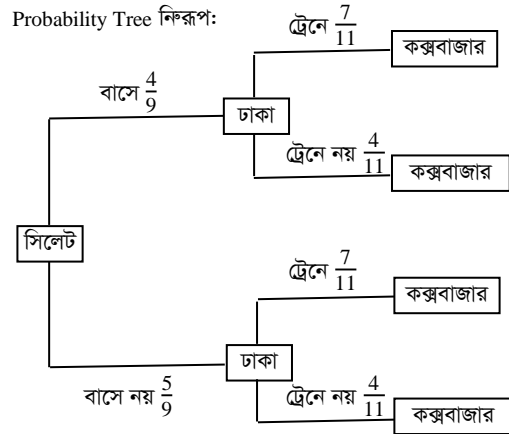 Probability Tree নিম্নরূপ:
ট্রেনে 7/11
কক্সবাজার
বাসে 4/9
ঢাকা
ট্রেনে নয় 4/11
কক্সবাজার
সিলেট
ট্রেনে 7/11
কক্সবাজার
ঢাকা
বাসে নয় 5/9
ট্রেনে নয় 4/11
কক্সবাজার